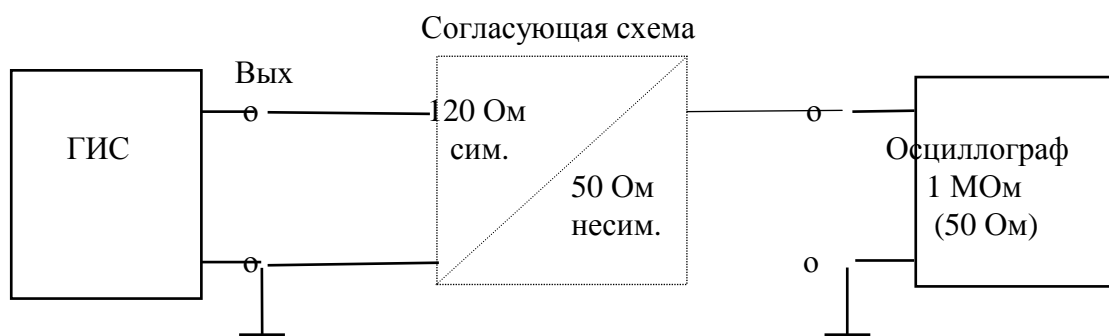 Согласующая схема
Вых
ГИС
о
о
120 Ом
сим.
50 Ом
несим.
о
о
Осциллограф
1 МОм
(50 Ом)